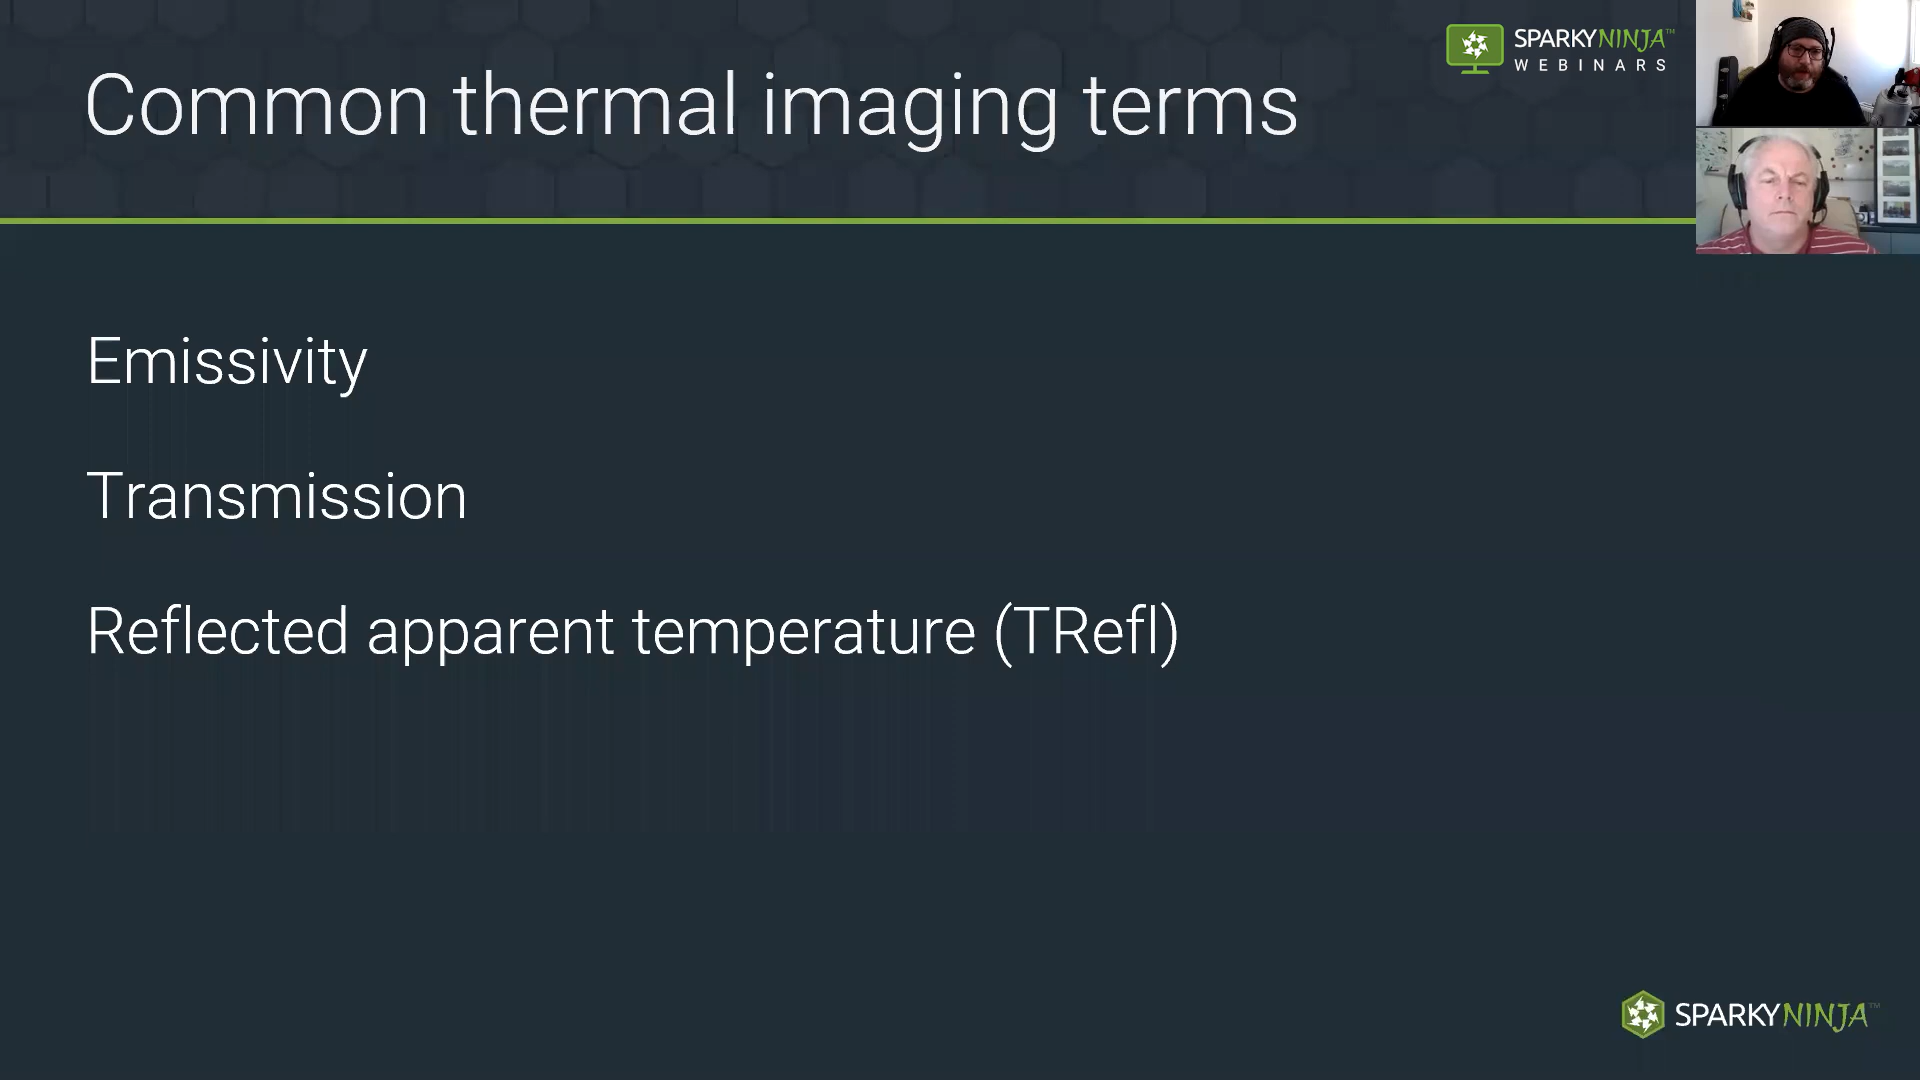 Common thermal imaging terms
SPARKYNINJA™
WEBINARS
Emissivity
Transmission
Reflected apparent temperature (TRefl)
SPARKYNINJA™